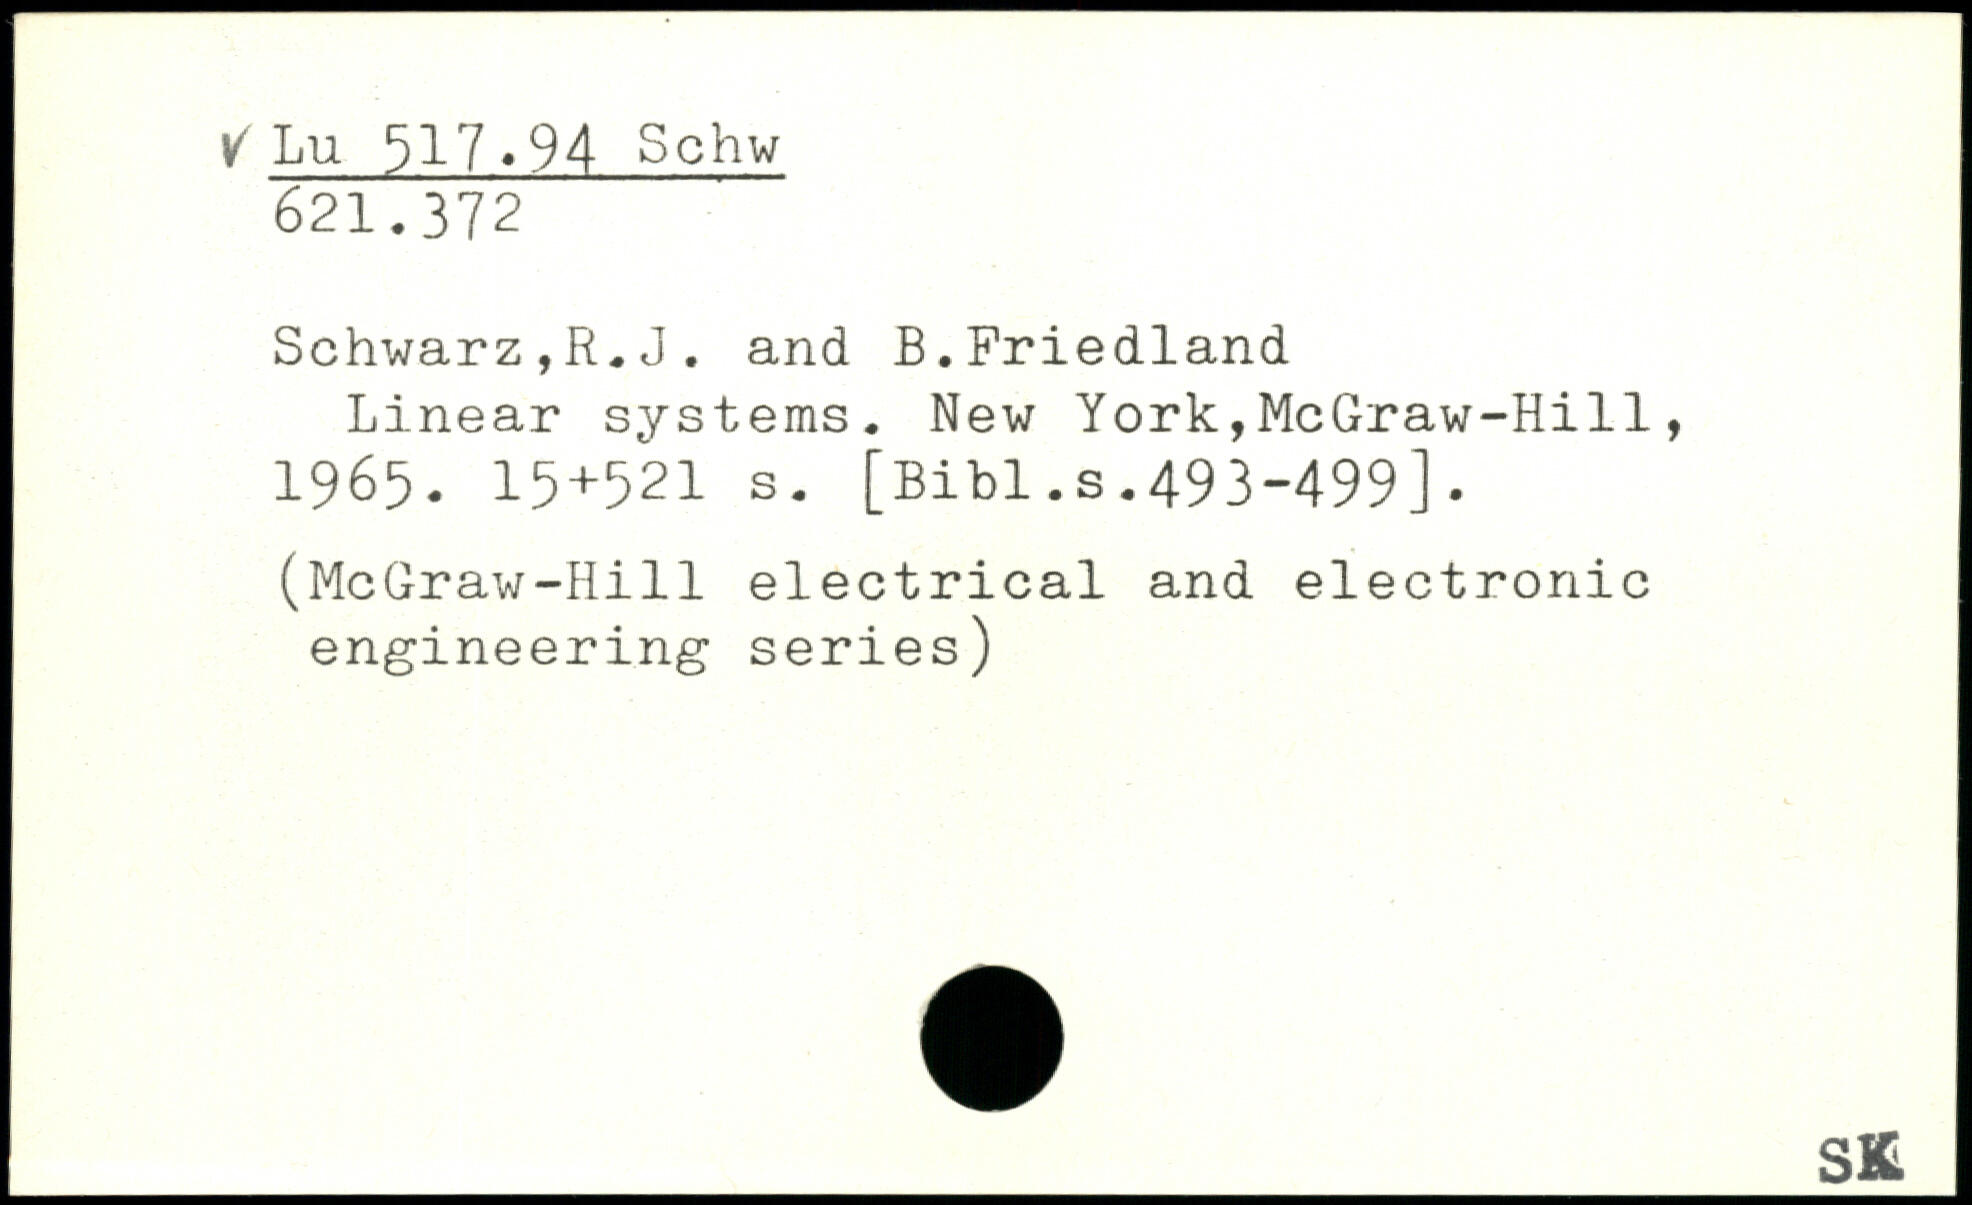 ✓ Lu 517.94 Schw
621.372
Schwarz,R.J. and B.Friedland
Linear systems. New York,McGraw-Hill,
1965. 15+521 s. [Bibl.s.493-499].
(McGraw-Hill electrical and electronic
engineering series)
SK